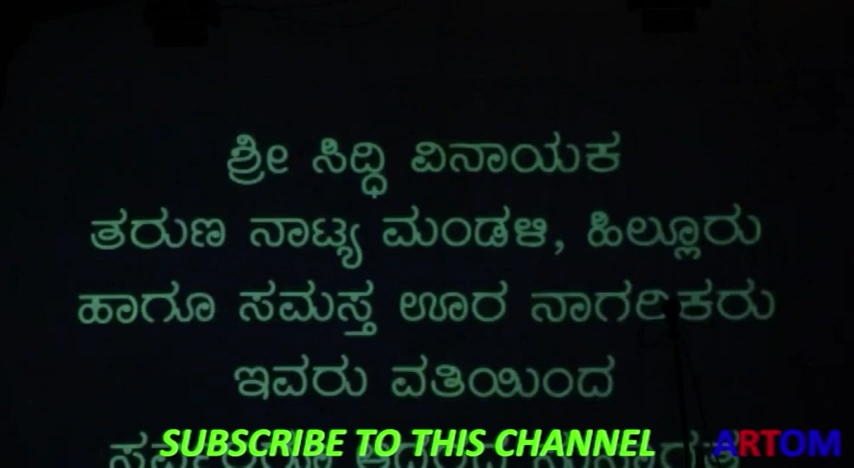 ಶ್ರೀ ಸಿದ್ಧಿ ವಿನಾಯಕ
ತರುಣ ನಾಟ್ಯ ಮಂಡಳಿ, ಹಿಲ್ಲೂರು
ಹಾಗೂ ಸಮಸ್ತ ಊರ ನಾಗರಿಕರು
ಇವರು ವತಿಯಿಂದ
SUBSCRIBE TO THIS CHANNEL ARTOM